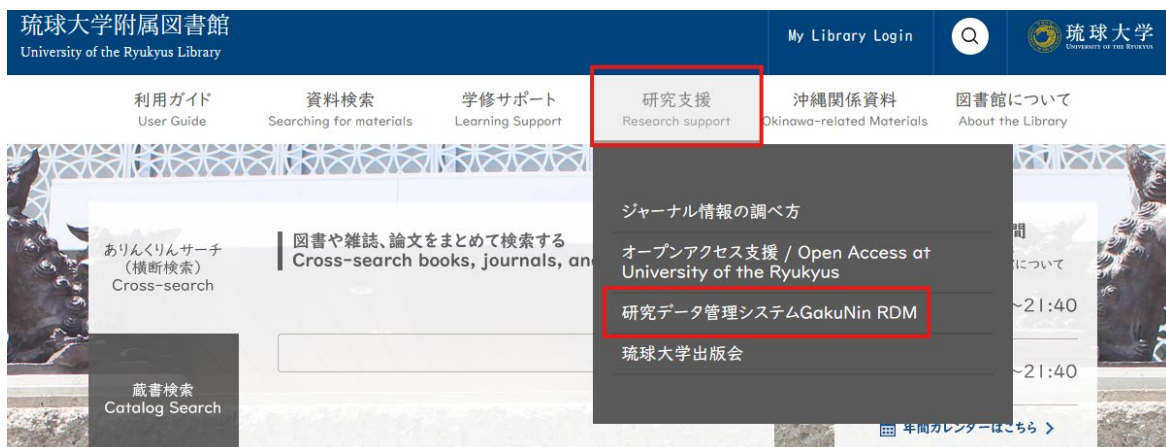 琉球大学附属図書館
University of the Ryukyus Library
My Library Login
琉球大学
University of the Ryukyus
利用ガイド
User Guide
資料検索
Searching for materials
学修サポート
Learning Support
研究支援
Research support
沖縄関係資料
Okinawa-related Materials
図書館について
About the Library
ジャーナル情報の調べ方
オープンアクセス支援 / Open Access at
University of the Ryukyus
研究データ管理システムGakuNin RDM
琉球大学出版会
ありんくりんサーチ
(横断検索)
Cross-search
図書や雑誌、論文をまとめて検索する
Cross-search books, journals, an
蔵書検索
Catalog Search
間
について
~21:40
~21:40
年間カレンダーはこちら